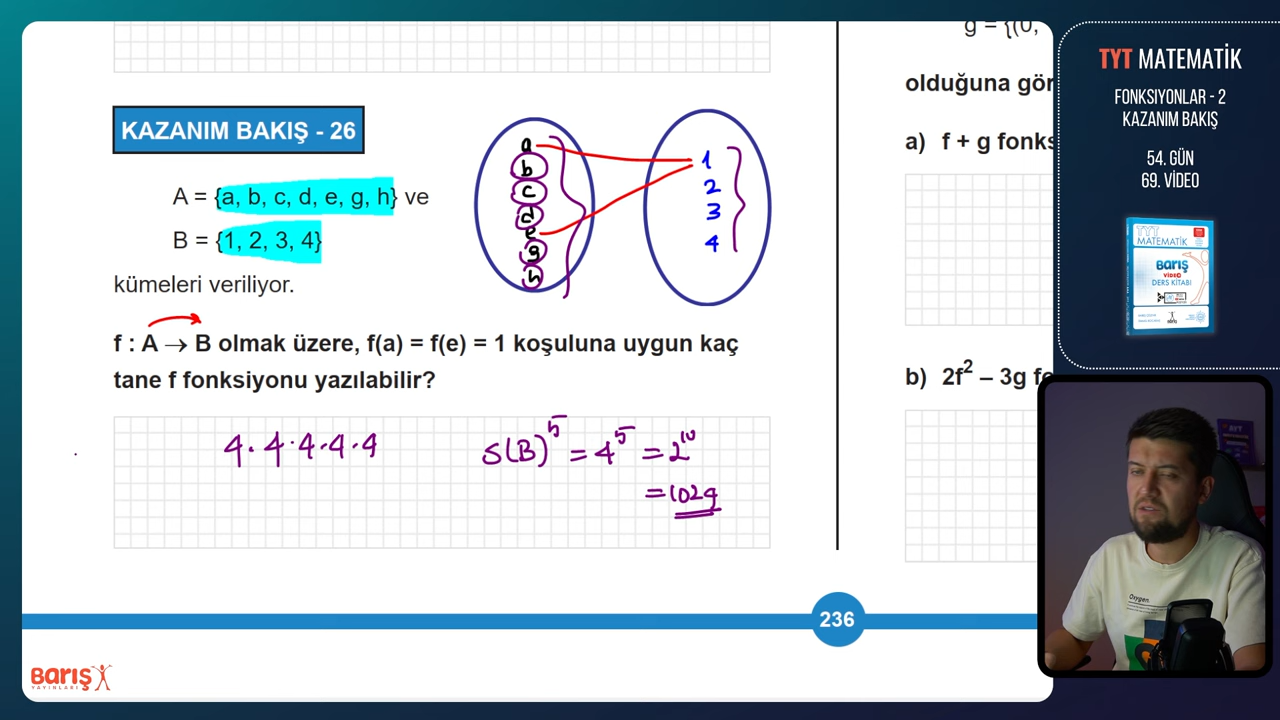 g = {(0,
KAZANIM BAKIŞ - 26
A = {a, b, c, d, e, g, h} ve
B = {1, 2, 3, 4}
kümeleri veriliyor.
f : A → B olmak üzere, f(a) = f(e) = 1 koşuluna uygun kaç
tane f fonksiyonu yazılabilir?
a
b
c
d
e
g
h
1
2
3
4
4 · 4 · 4 · 4 · 4
S(B)⁵ = 4⁵ = 2¹⁰
= 1024
olduğuna gör
a) f + g fonks
b) 2f² – 3g fo
236
BARIŞ
YAYINLARI
TYT MATEMATİK
FONKSIYONLAR - 2
KAZANIM BAKIŞ
54. GÜN
69. VİDEO
TYT
MATEMATİK
BARIŞ
VİDEO
DERS KİTABI
Oxygen.